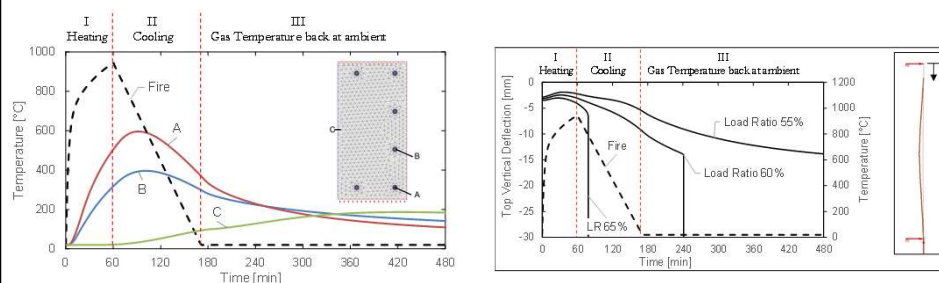 I II III
Heating Cooling Gas Temperature back at ambient
1000
800
600
400
200
0
Temperature [°C]
Fire
A
B
C
C
B
A
0 60 120 180 240 300 360 420 480
Time [min]
I II III
Heating Cooling Gas Temperature back at ambient
0
-5
-10
-15
-20
-25
-30
Top Vertical Deflection [mm]
1200
1000
800
600
400
200
0
Temperature [°C]
Load Ratio 55%
Fire
Load Ratio 60%
LR 65%
0 60 120 180 240 300 360 420 480
Time [min]